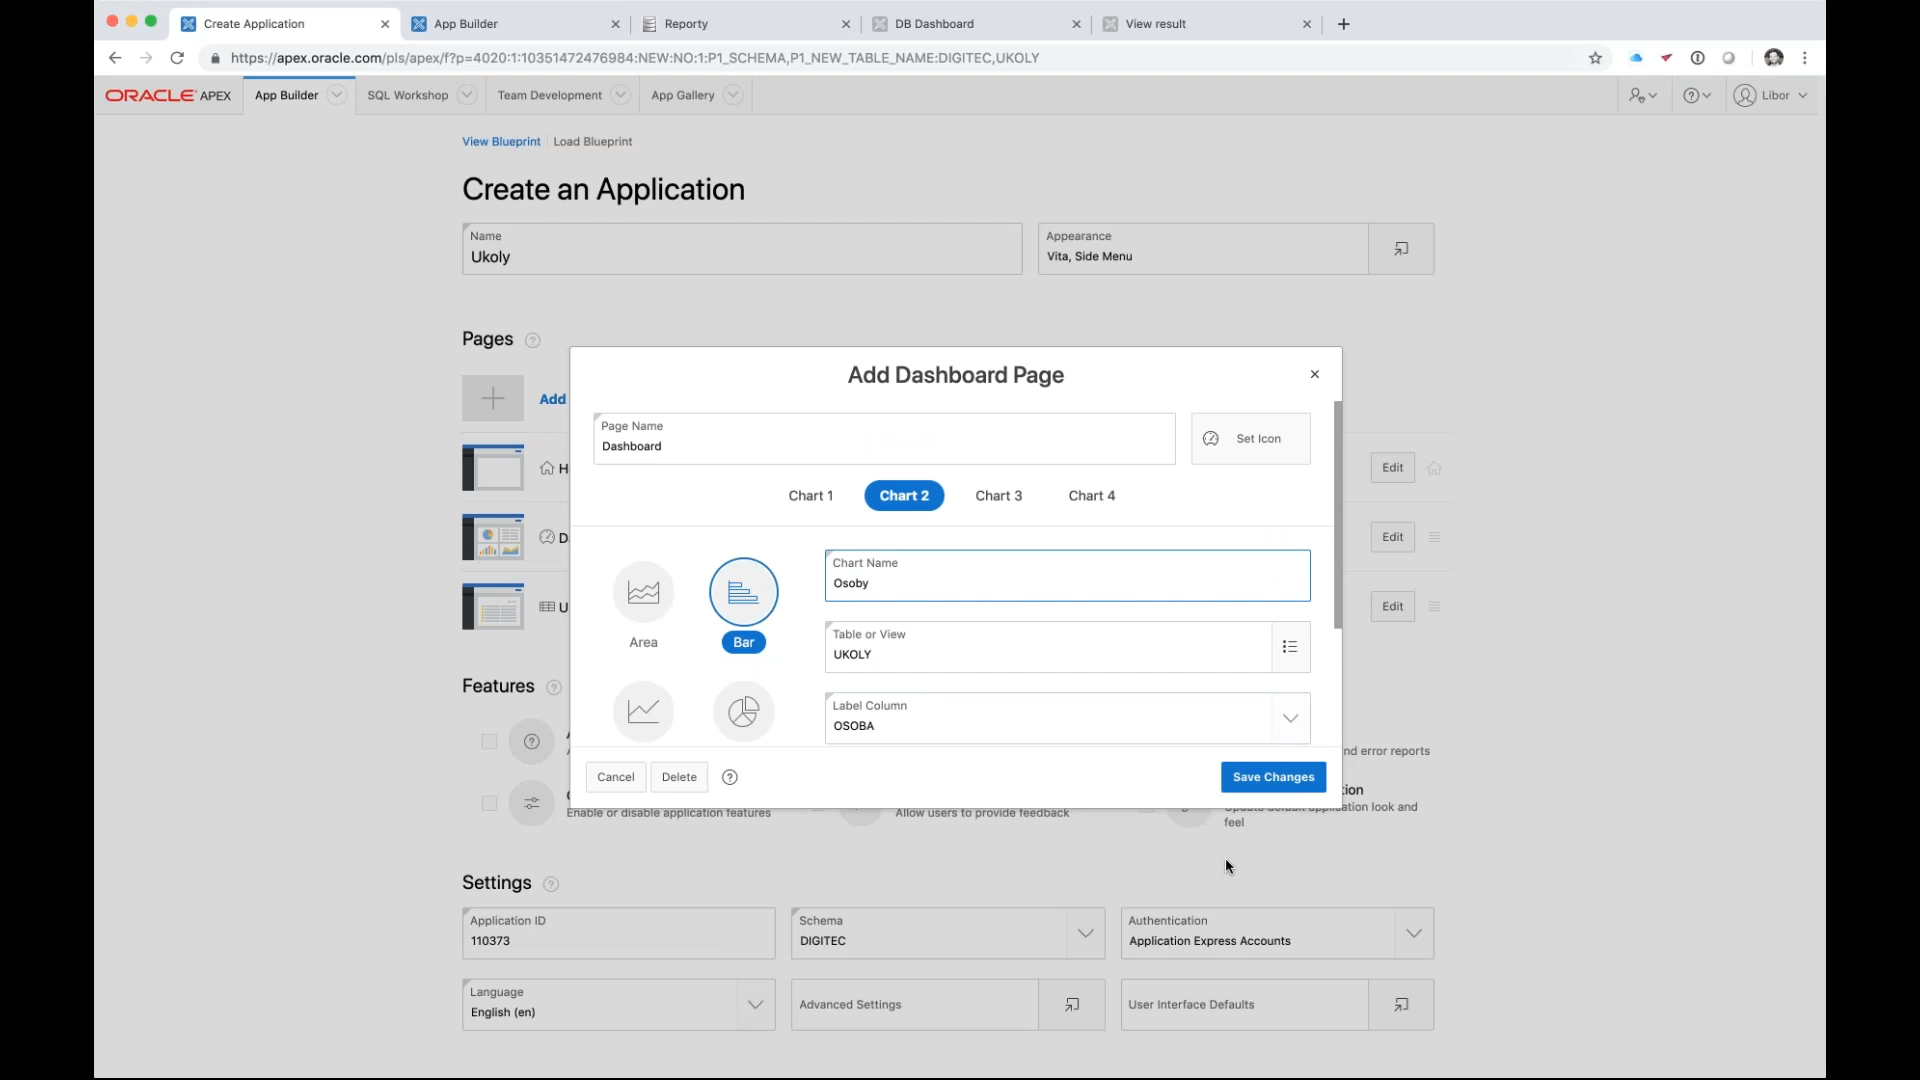 Create Application
App Builder
Reporty
DB Dashboard
View result
https://apex.oracle.com/pls/apex/f?p=4020:1:10351472476984:NEW:NO:1:P1_SCHEMA,P1_NEW_TABLE_NAME:DIGITEC,UKOLY
ORACLE APEX
App Builder
SQL Workshop
Team Development
App Gallery
Libor
View Blueprint
Load Blueprint
Create an Application
Name
Ukoly
Appearance
Vita, Side Menu
Pages
Add
H
Edit
D
Edit
U
Edit
Add Dashboard Page
Page Name
Dashboard
Set Icon
Chart 1
Chart 2
Chart 3
Chart 4
Area
Bar
Chart Name
Osoby
Table or View
UKOLY
Label Column
OSOBA
Cancel
Delete
Save Changes
Features
nd error reports
Enable or disable application features
Allow users to provide feedback
tion
Update default application look and
feel
Settings
Application ID
110373
Schema
DIGITEC
Authentication
Application Express Accounts
Language
English (en)
Advanced Settings
User Interface Defaults